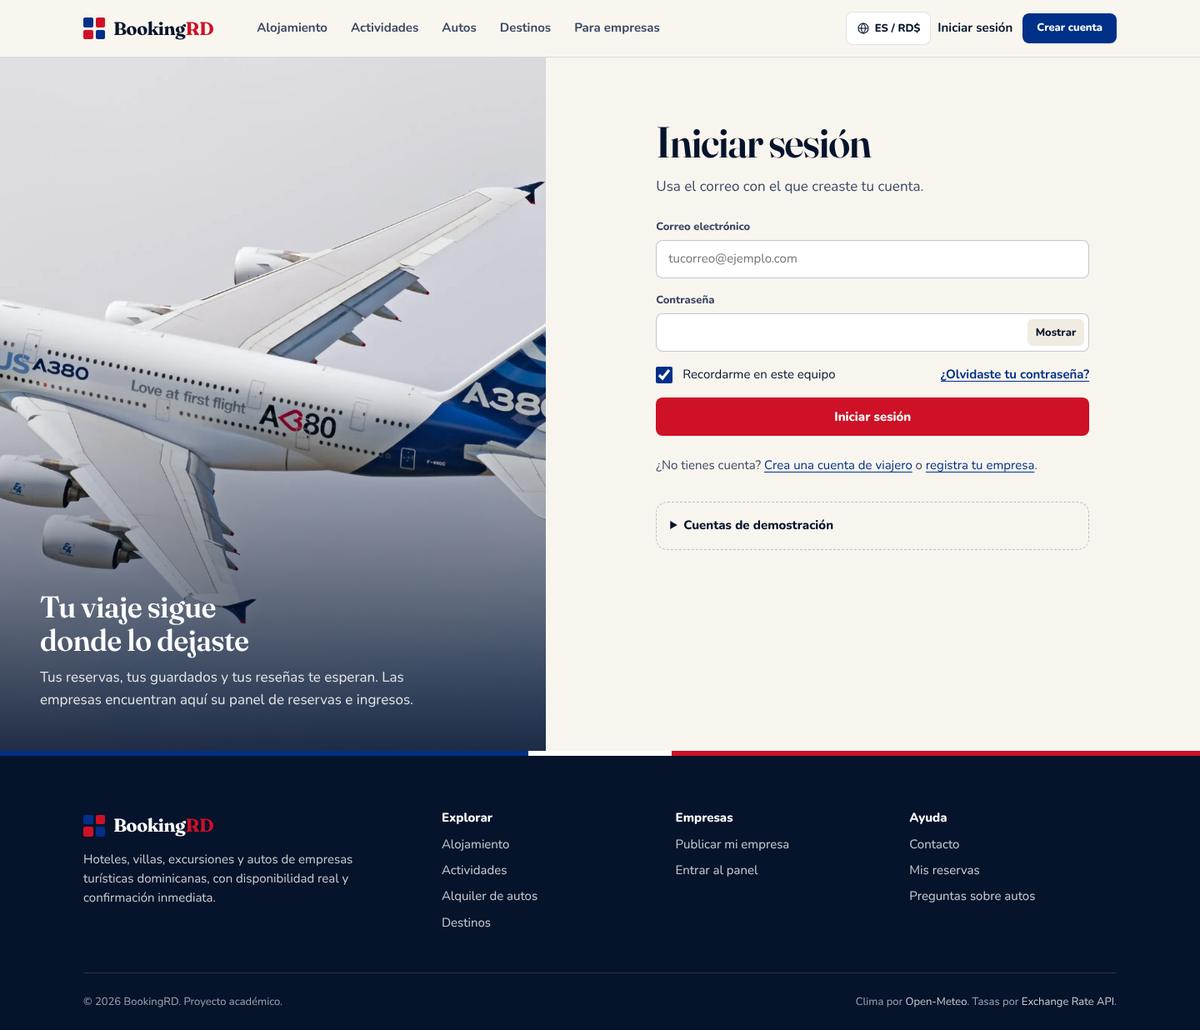 BookingRD
Alojamiento
Actividades
Autos
Destinos
Para empresas
ES / RD$
Iniciar sesión
Crear cuenta
USA380
Love at first flight
A380
A380
Tu viaje sigue
donde lo dejaste
Tus reservas, tus guardados y tus reseñas te esperan. Las
empresas encuentran aquí su panel de reservas e ingresos.
Iniciar sesión
Usa el correo con el que creaste tu cuenta.
Correo electrónico
tucorreo@ejemplo.com
Contraseña
Mostrar
Recordarme en este equipo
¿Olvidaste tu contraseña?
Iniciar sesión
¿No tienes cuenta? Crea una cuenta de viajero o registra tu empresa.
Cuentas de demostración
BookingRD
Hoteles, villas, excursiones y autos de empresas
turísticas dominicanas, con disponibilidad real y
confirmación inmediata.
Explorar
Alojamiento
Actividades
Alquiler de autos
Destinos
Empresas
Publicar mi empresa
Entrar al panel
Ayuda
Contacto
Mis reservas
Preguntas sobre autos
© 2026 BookingRD. Proyecto académico.
Clima por Open-Meteo. Tasas por Exchange Rate API.